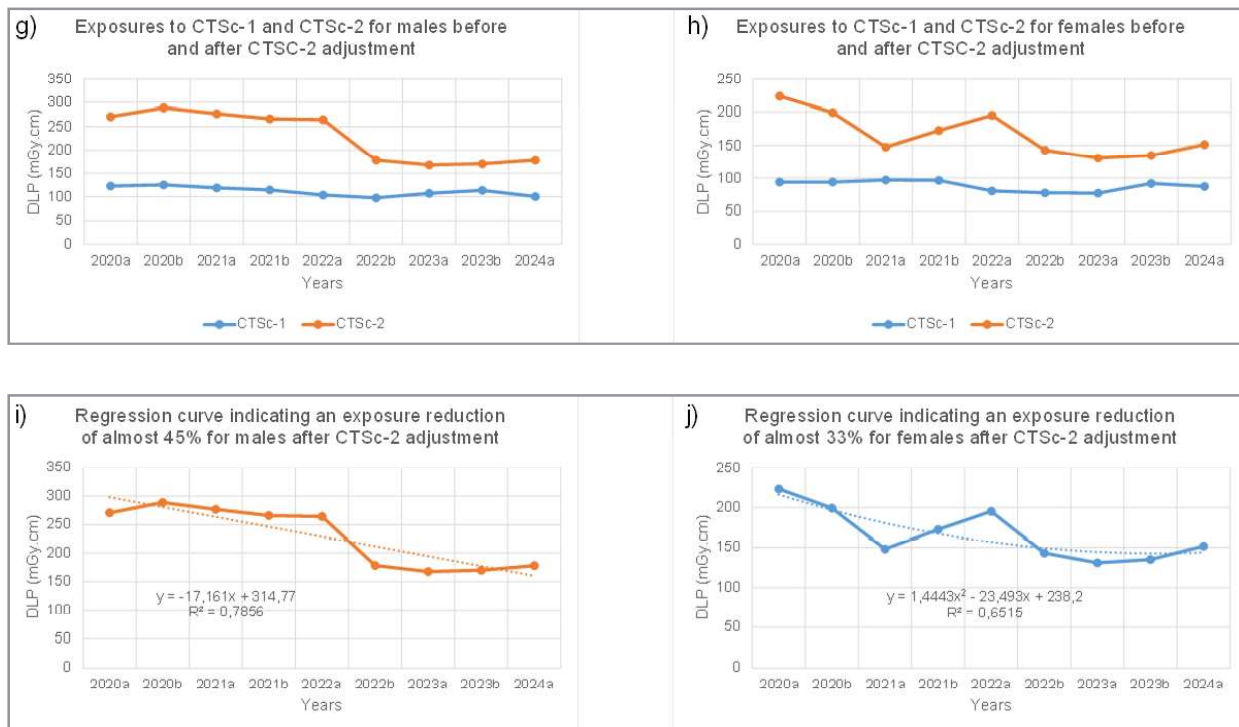 g)
Exposures to CTSc-1 and CTSc-2 for males before
and after CTSC-2 adjustment
DLP (mGy.cm)
350
300
250
200
150
100
50
0
2020a 2020b 2021a 2021b 2022a 2022b 2023a 2023b 2024a
Years
CTSc-1 CTSc-2
h)
Exposures to CTSc-1 and CTSc-2 for females before
and after CTSC-2 adjustment
DLP (mGy.cm)
250
200
150
100
50
0
2020a 2020b 2021a 2021b 2022a 2022b 2023a 2023b 2024a
Years
CTSc-1 CTSc-2
i)
Regression curve indicating an exposure reduction
of almost 45% for males after CTSc-2 adjustment
DLP (mGy.cm)
350
300
250
200
150
100
50
0
y = -17,161x + 314,77
R² = 0,7856
2020a 2020b 2021a 2021b 2022a 2022b 2023a 2023b 2024a
Years
j)
Regression curve indicating an exposure reduction
of almost 33% for females after CTSc-2 adjustment
DLP (mGy.cm)
250
200
150
100
50
0
y = 1,4443x² - 23,493x + 238,2
R² = 0,6515
2020a 2020b 2021a 2021b 2022a 2022b 2023a 2023b 2024a
Years